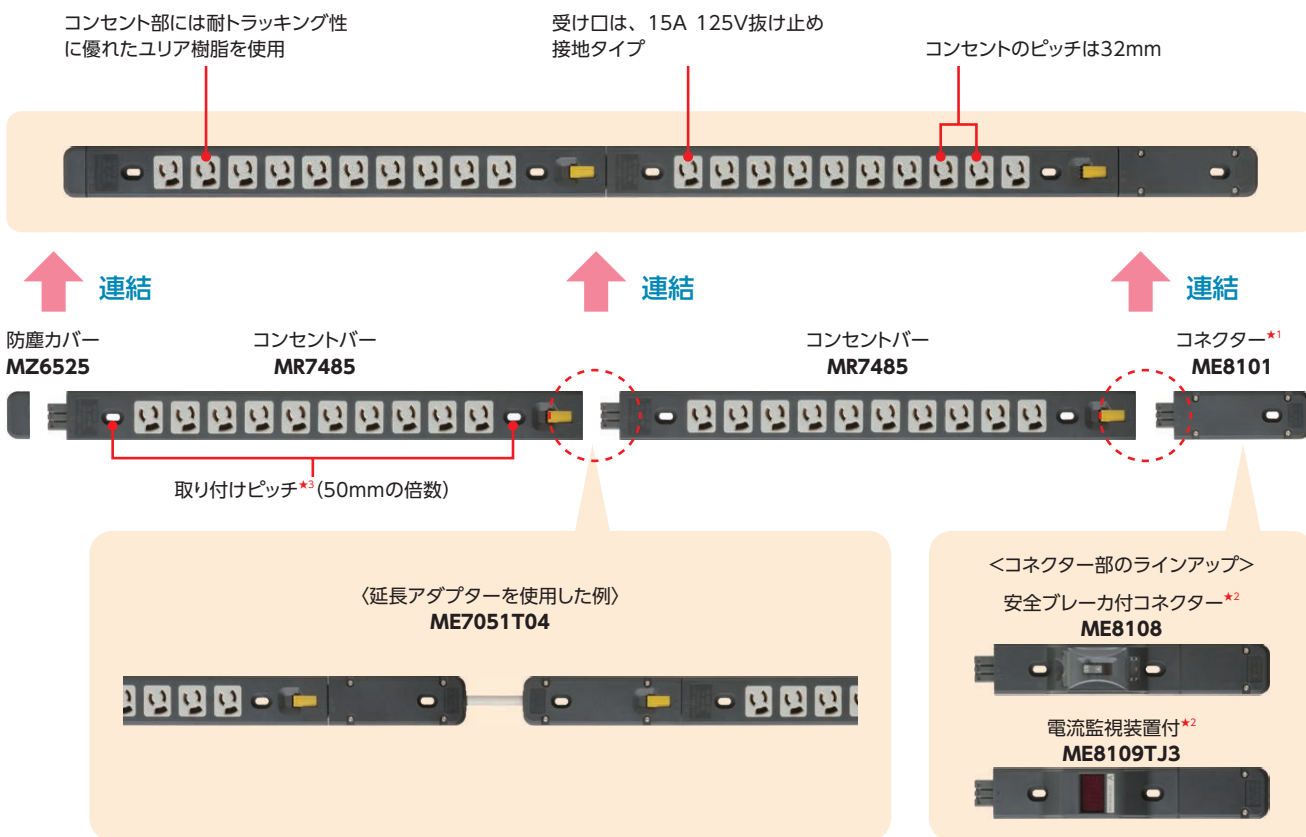 コンセント部には耐トラッキング性
に優れたユリア樹脂を使用
受け口は、15A 125V抜け止め
接地タイプ
コンセントのピッチは32mm
連結
連結
連結
防塵カバー
MZ6525
コンセントバー
MR7485
コンセントバー
MR7485
コネクター★1
ME8101
取り付けピッチ★3(50mmの倍数)
〈延長アダプターを使用した例〉
ME7051T04
<コネクター部のラインアップ>
安全ブレーカ付コネクター★2
ME8108
電流監視装置付★2
ME8109TJ3